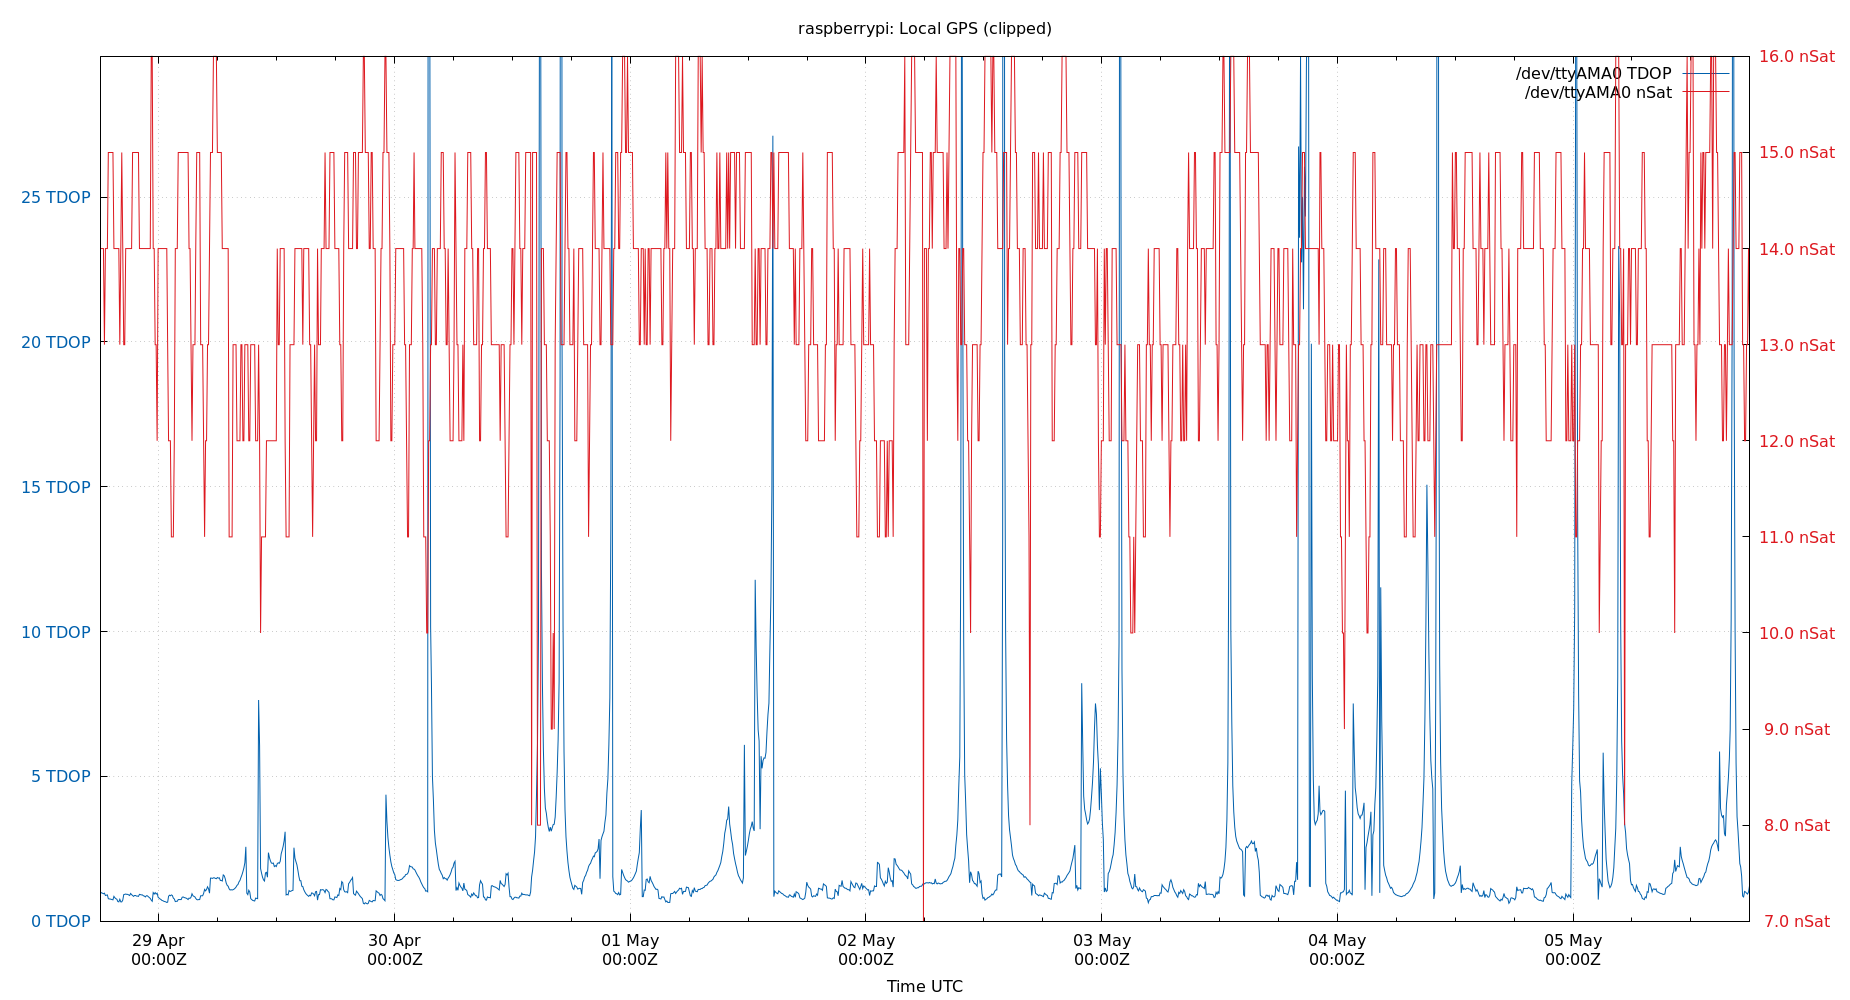 raspberrypi: Local GPS (clipped)
/dev/ttyAMA0 TDOP
/dev/ttyAMA0 nSat
25 TDOP
20 TDOP
15 TDOP
10 TDOP
5 TDOP
0 TDOP
16.0 nSat
15.0 nSat
14.0 nSat
13.0 nSat
12.0 nSat
11.0 nSat
10.0 nSat
9.0 nSat
8.0 nSat
7.0 nSat
29 Apr
00:00Z
30 Apr
00:00Z
01 May
00:00Z
02 May
00:00Z
03 May
00:00Z
04 May
00:00Z
05 May
00:00Z
Time UTC